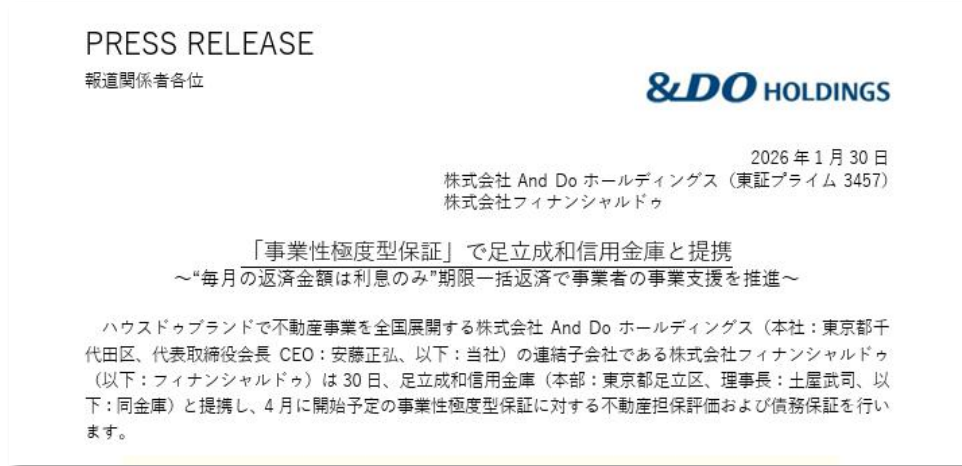 PRESS RELEASE
報道関係者各位
&DO HOLDINGS
2026年1月30日
株式会社 And Do ホールディングス（東証プライム 3457）
株式会社フィナンシャルドゥ
「事業性極度型保証」で足立成和信用金庫と提携
～“毎月の返済金額は利息のみ”期限一括返済で事業者の事業支援を推進～
ハウスドゥブランドで不動産事業を全国展開する株式会社 And Do ホールディングス（本社：東京都千
代田区、代表取締役会長 CEO：安藤正弘、以下：当社）の連結子会社である株式会社フィナンシャルドゥ
（以下：フィナンシャルドゥ）は 30 日、足立成和信用金庫（本部：東京都足立区、理事長：土屋武司、以
下：同金庫）と提携し、4 月に開始予定の事業性極度型保証に対する不動産担保評価および債務保証を行い
ます。